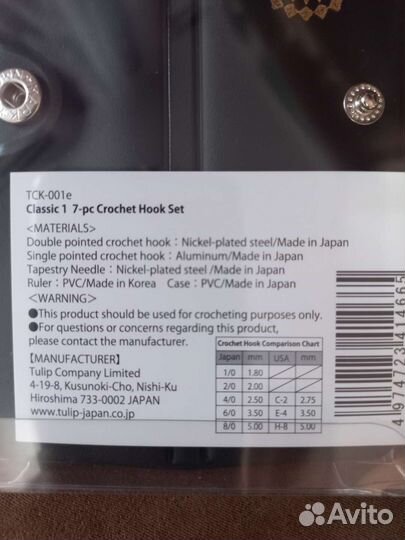 TCK-001e
Classic 1 7-pc Crochet Hook Set
<MATERIALS>
Double pointed crochet hook：Nickel-plated steel/Made in Japan
Single pointed crochet hook：Aluminum/Made in Japan
Tapestry Needle：Nickel-plated steel /Made in Japan
Ruler：PVC/Made in Korea Case：PVC/Made in Japan
<WARNING>
●This product should be used for crocheting purposes only.
●For questions or concerns regarding this product,
please contact the manufacturer.
【MANUFACTURER】
Tulip Company Limited
4-19-8, Kusunoki-Cho, Nishi-Ku
Hiroshima 733-0002 JAPAN
www.tulip-japan.co.jp
Crochet Hook Comparison Chart
Japan mm USA mm
1/0 1.80
2/0 2.00
4/0 2.50 C-2 2.75
6/0 3.50 E-4 3.50
8/0 5.00 H-8 5.00
4 974723 414665
Avito